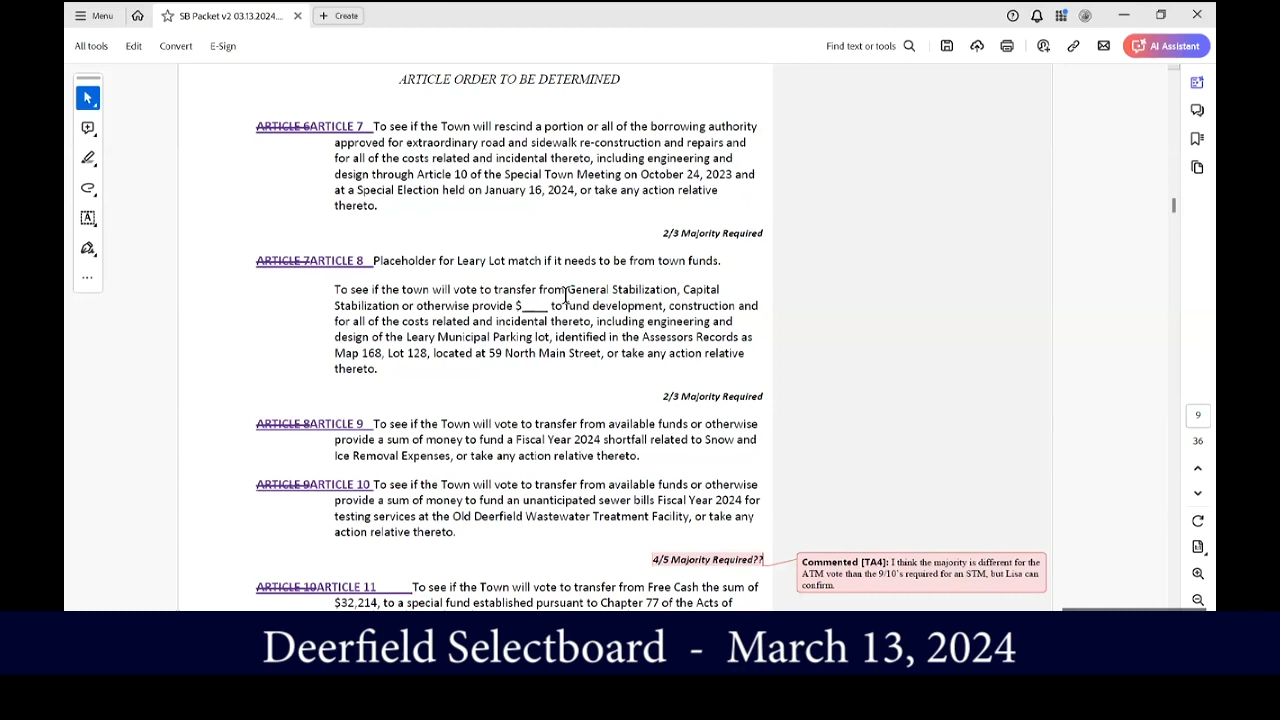 Menu
SB Packet v2 03.13.2024...
Create
All tools
Edit
Convert
E-Sign
Find text or tools
AI Assistant
ARTICLE ORDER TO BE DETERMINED
ARTICLE 6ARTICLE 7 To see if the Town will rescind a portion or all of the borrowing authority
approved for extraordinary road and sidewalk re-construction and repairs and
for all of the costs related and incidental thereto, including engineering and
design through Article 10 of the Special Town Meeting on October 24, 2023 and
at a Special Election held on January 16, 2024, or take any action relative
thereto.
2/3 Majority Required
ARTICLE 7ARTICLE 8 Placeholder for Leary Lot match if it needs to be from town funds.
To see if the town will vote to transfer from General Stabilization, Capital
Stabilization or otherwise provide $____ to fund development, construction and
for all of the costs related and incidental thereto, including engineering and
design of the Leary Municipal Parking lot, identified in the Assessors Records as
Map 168, Lot 128, located at 59 North Main Street, or take any action relative
thereto.
2/3 Majority Required
ARTICLE 8ARTICLE 9 To see if the Town will vote to transfer from available funds or otherwise
provide a sum of money to fund a Fiscal Year 2024 shortfall related to Snow and
Ice Removal Expenses, or take any action relative thereto.
ARTICLE 9ARTICLE 10 To see if the Town will vote to transfer from available funds or otherwise
provide a sum of money to fund an unanticipated sewer bills Fiscal Year 2024 for
testing services at the Old Deerfield Wastewater Treatment Facility, or take any
action relative thereto.
4/5 Majority Required??
Commented [TA4]: I think the majority is different for the
ATM vote than the 9/10's required for an STM, but Lisa can
confirm.
ARTICLE 10ARTICLE 11 To see if the Town will vote to transfer from Free Cash the sum of
$32,214, to a special fund established pursuant to Chapter 77 of the Acts of
9
36
Deerfield Selectboard - March 13, 2024